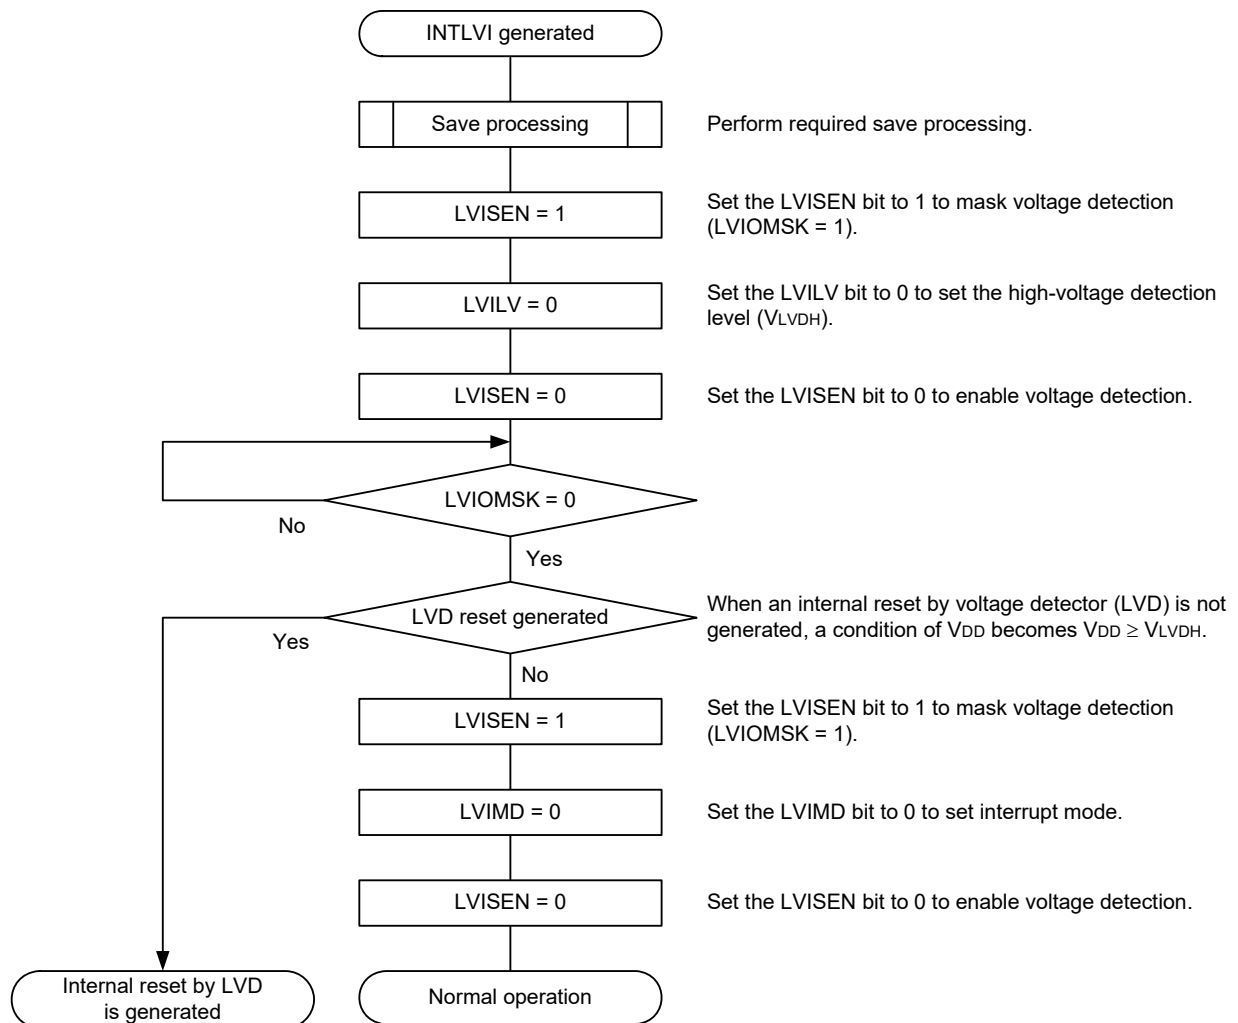 INTLVI generated
Save processing
Perform required save processing.
LVISEN = 1
Set the LVISEN bit to 1 to mask voltage detection
(LVIOMSK = 1).
LVILV = 0
Set the LVILV bit to 0 to set the high-voltage detection
level (VLVDH).
LVISEN = 0
Set the LVISEN bit to 0 to enable voltage detection.
LVIOMSK = 0
No
Yes
LVD reset generated
When an internal reset by voltage detector (LVD) is not
generated, a condition of VDD becomes VDD ≥ VLVDH.
Yes
No
LVISEN = 1
Set the LVISEN bit to 1 to mask voltage detection
(LVIOMSK = 1).
LVIMD = 0
Set the LVIMD bit to 0 to set interrupt mode.
LVISEN = 0
Set the LVISEN bit to 0 to enable voltage detection.
Internal reset by LVD
is generated
Normal operation